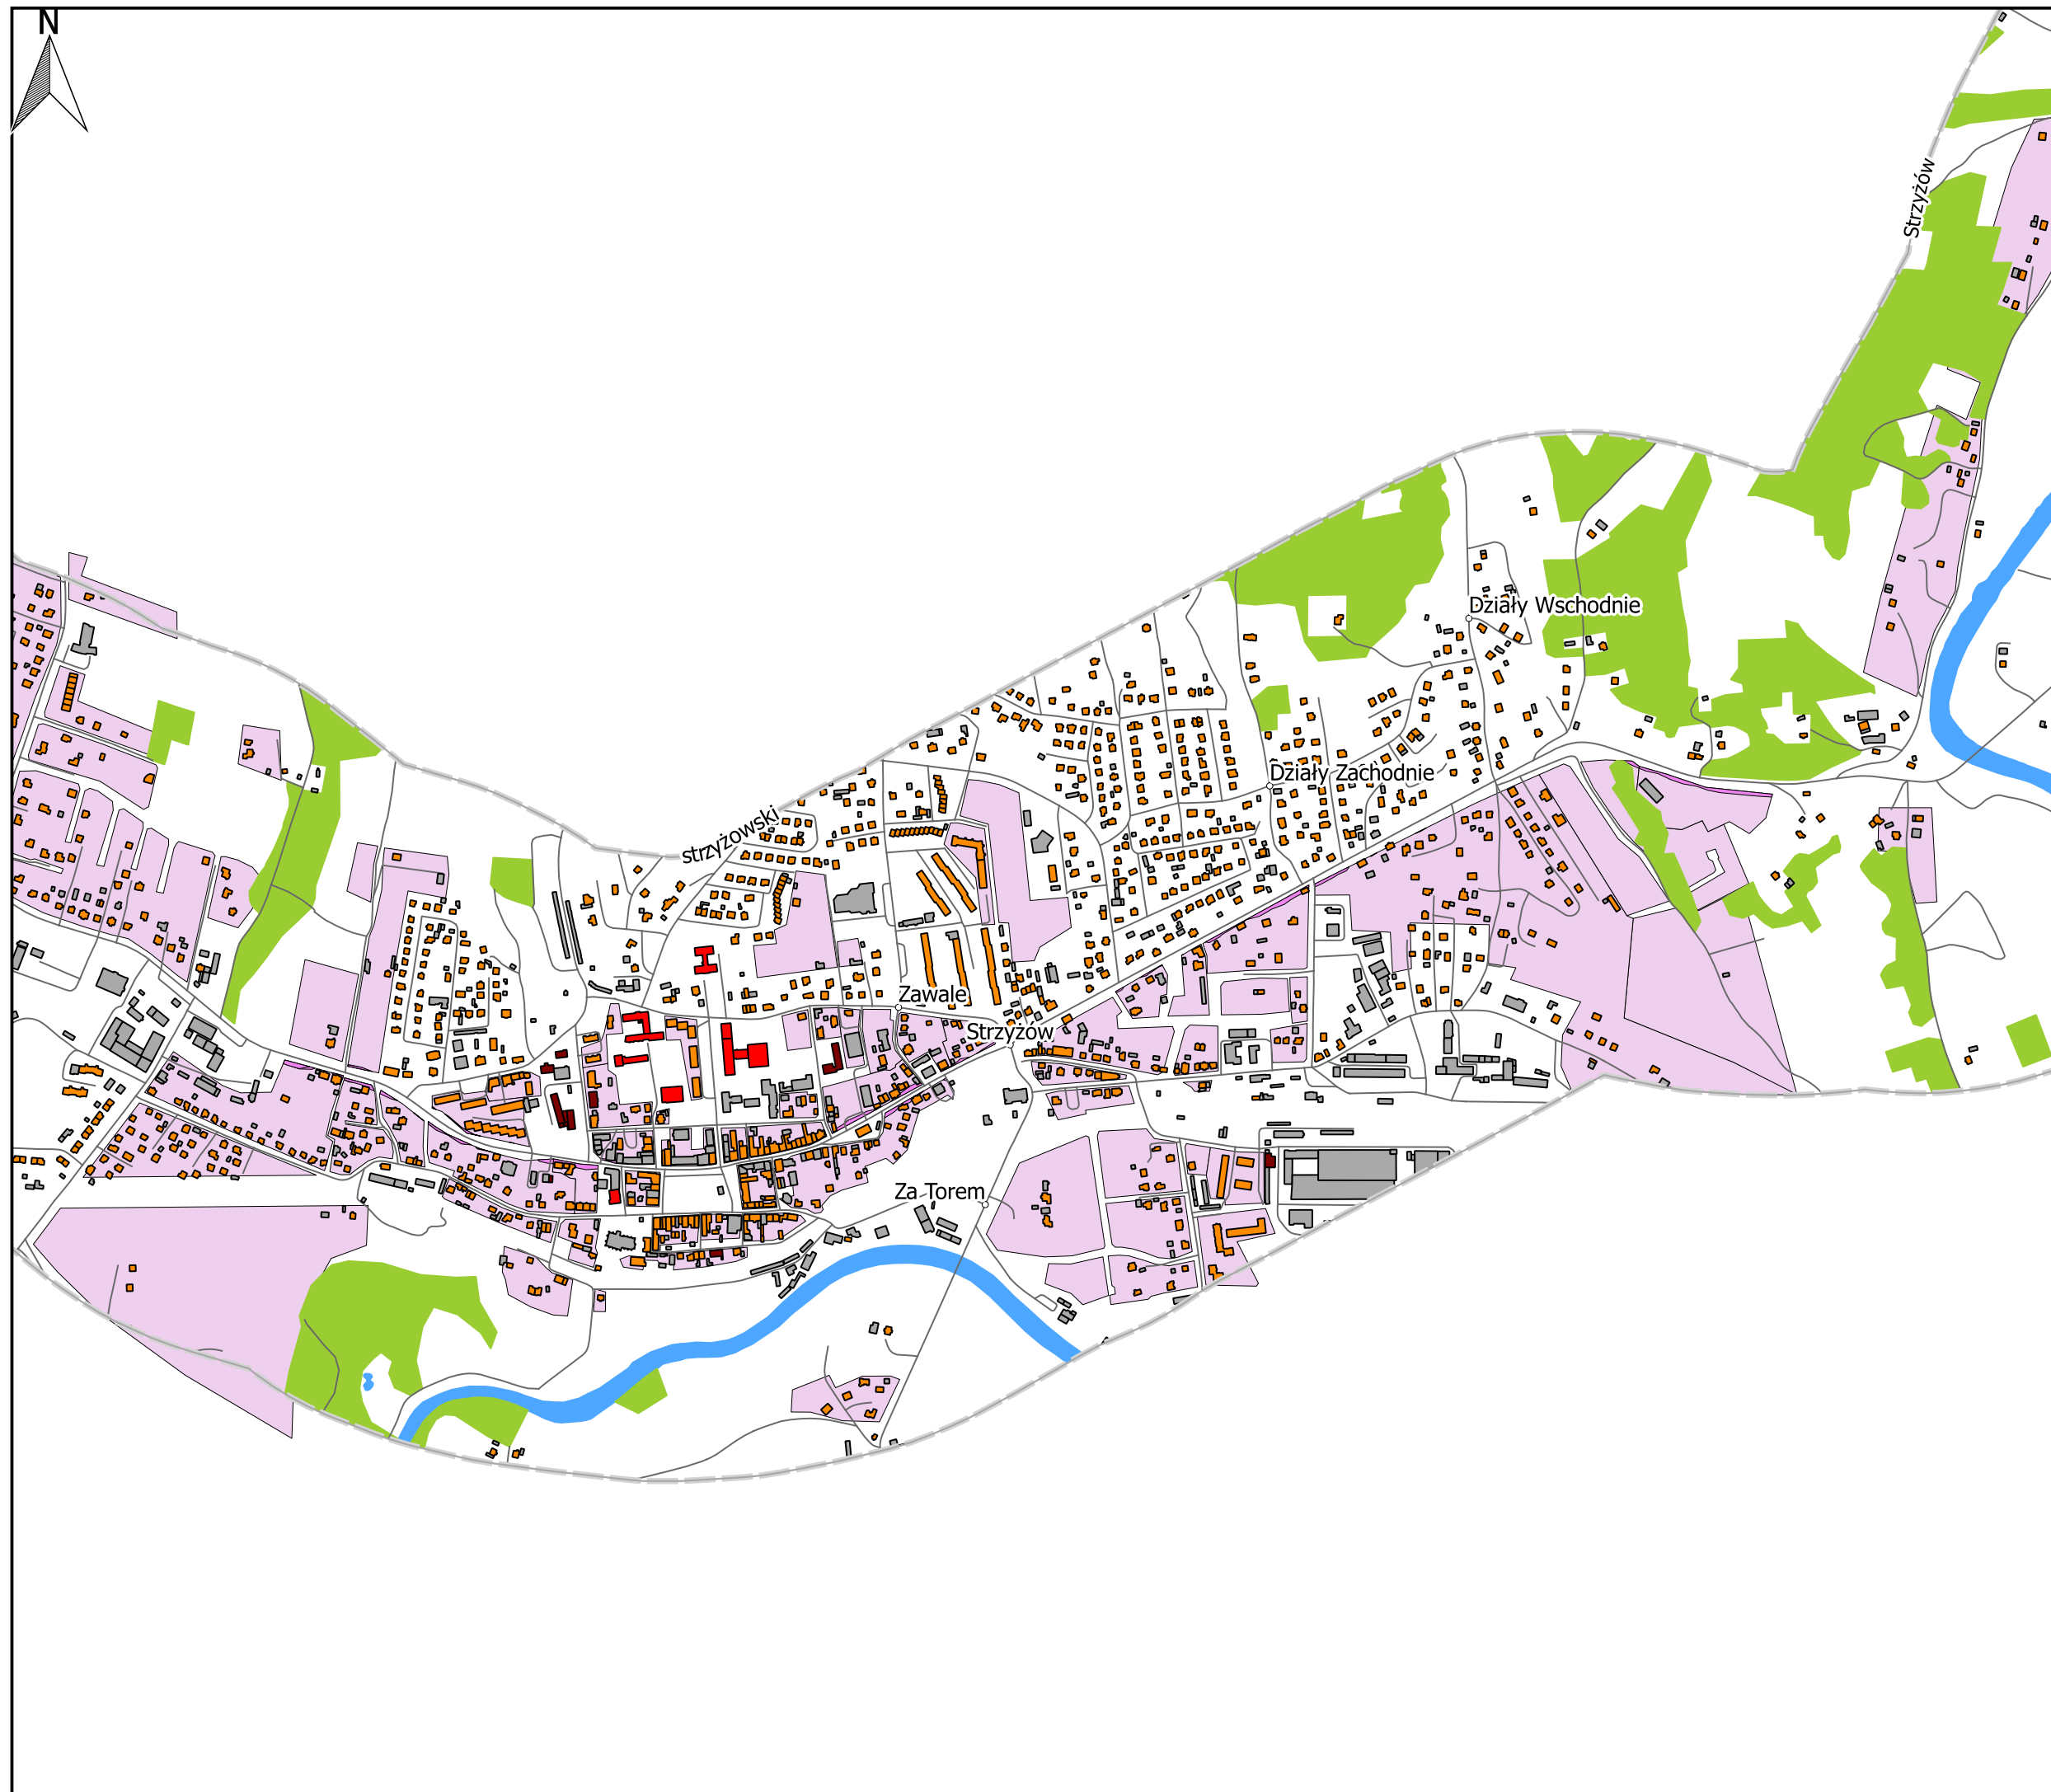 N
Strzyżów
Działy Wschodnie
Działy Zachodnie
strzyżowski
Zawale
Strzyżów
Za Torem